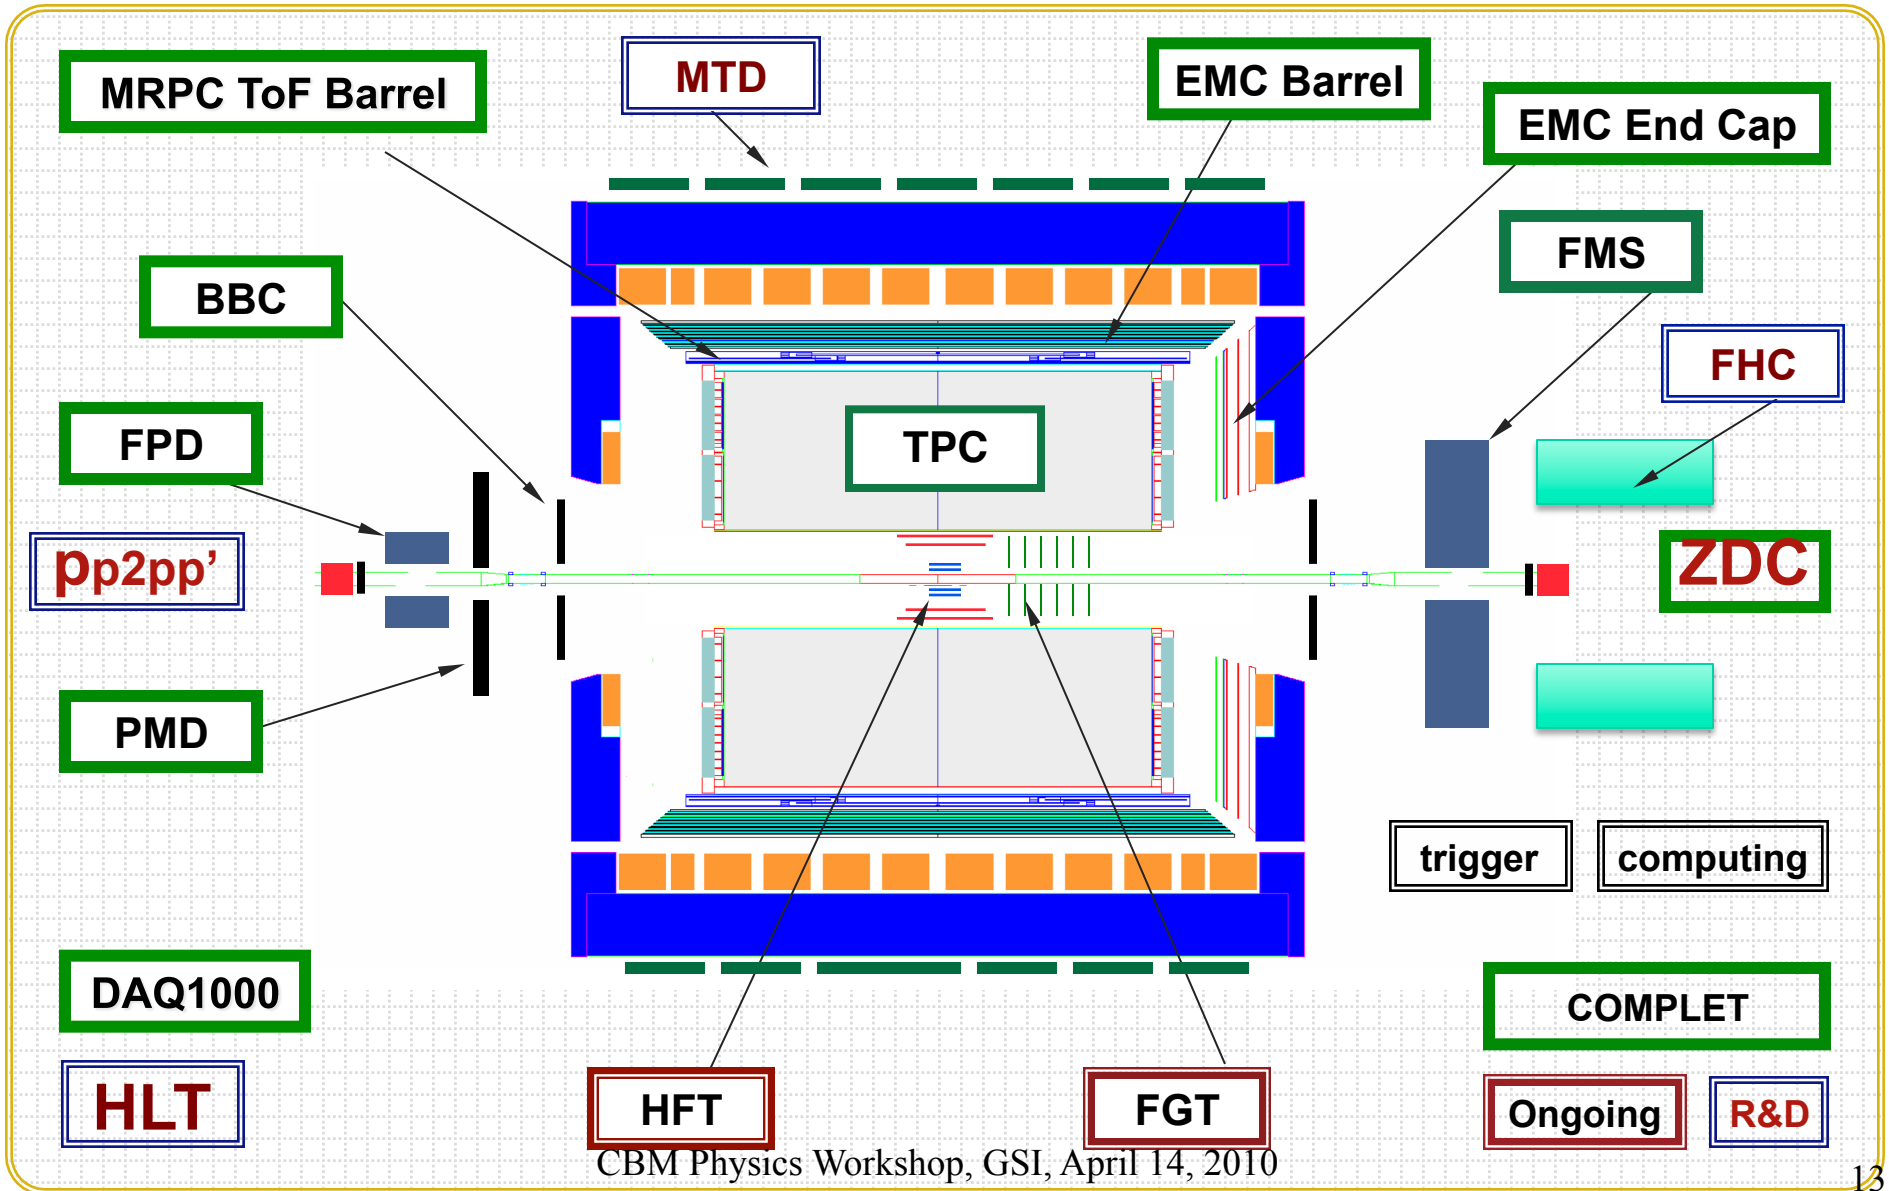 MRPC ToF Barrel
MTD
EMC Barrel
EMC End Cap
BBC
FMS
FHC
FPD
TPC
pp2pp’
ZDC
PMD
trigger
computing
DAQ1000
COMPLET
HLT
HFT
FGT
Ongoing
R&D
CBM Physics Workshop, GSI, April 14, 2010
13